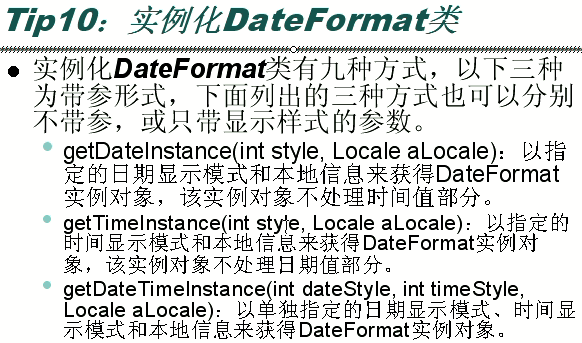 Tip10：实例化DateFormat类
实例化DateFormat类有九种方式，以下三种
为带参形式，下面列出的三种方式也可以分别
不带参，或只带显示样式的参数。
getDateInstance(int style, Locale aLocale)：以指
定的日期显示模式和本地信息来获得DateFormat
实例对象，该实例对象不处理时间值部分。
getTimeInstance(int style, Locale aLocale)：以指定的
时间显示模式和本地信息来获得DateFormat实例对
象，该实例对象不处理日期值部分。
getDateTimeInstance(int dateStyle, int timeStyle,
Locale aLocale)：以单独指定的日期显示模式、时间显
示模式和本地信息来获得DateFormat实例对象。